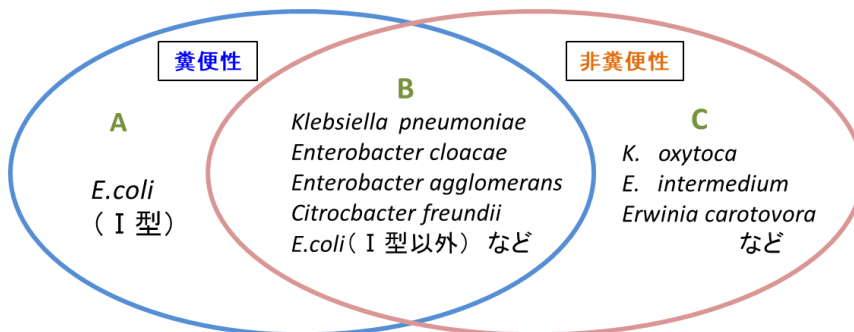 糞便性
非糞便性
A
E.coli
（Ⅰ型）
B
Klebsiella pneumoniae
Enterobacter cloacae
Enterobacter agglomerans
Citrocbacter freundii
E.coli（Ⅰ型以外） など
C
K. oxytoca
E. intermedium
Erwinia carotovora
など